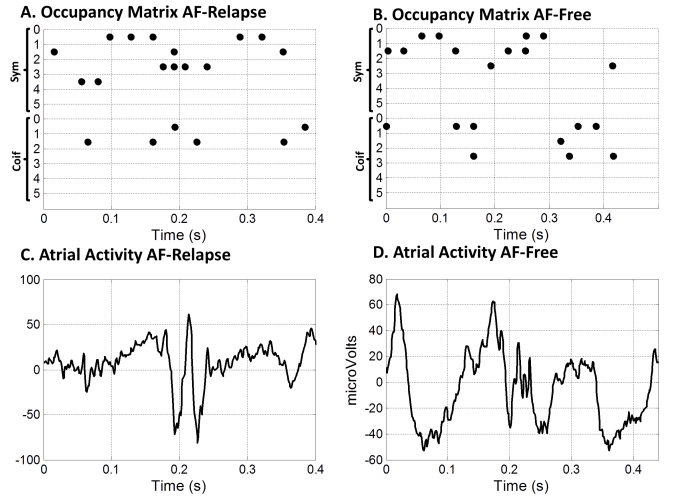 A. Occupancy Matrix AF-Relapse
Sym
0
1
2
3
4
5
Coif
0
1
2
3
4
5
0 0.1 0.2 0.3 0.4
Time (s)
B. Occupancy Matrix AF-Free
Sym
0
1
2
3
4
5
Coif
0
1
2
3
4
5
0 0.1 0.2 0.3 0.4
Time (s)
C. Atrial Activity AF-Relapse
100
50
0
-50
-100
0 0.1 0.2 0.3 0.4
Time (s)
D. Atrial Activity AF-Free
microVolts
80
60
40
20
0
-20
-40
-60
0 0.1 0.2 0.3 0.4
Time (s)